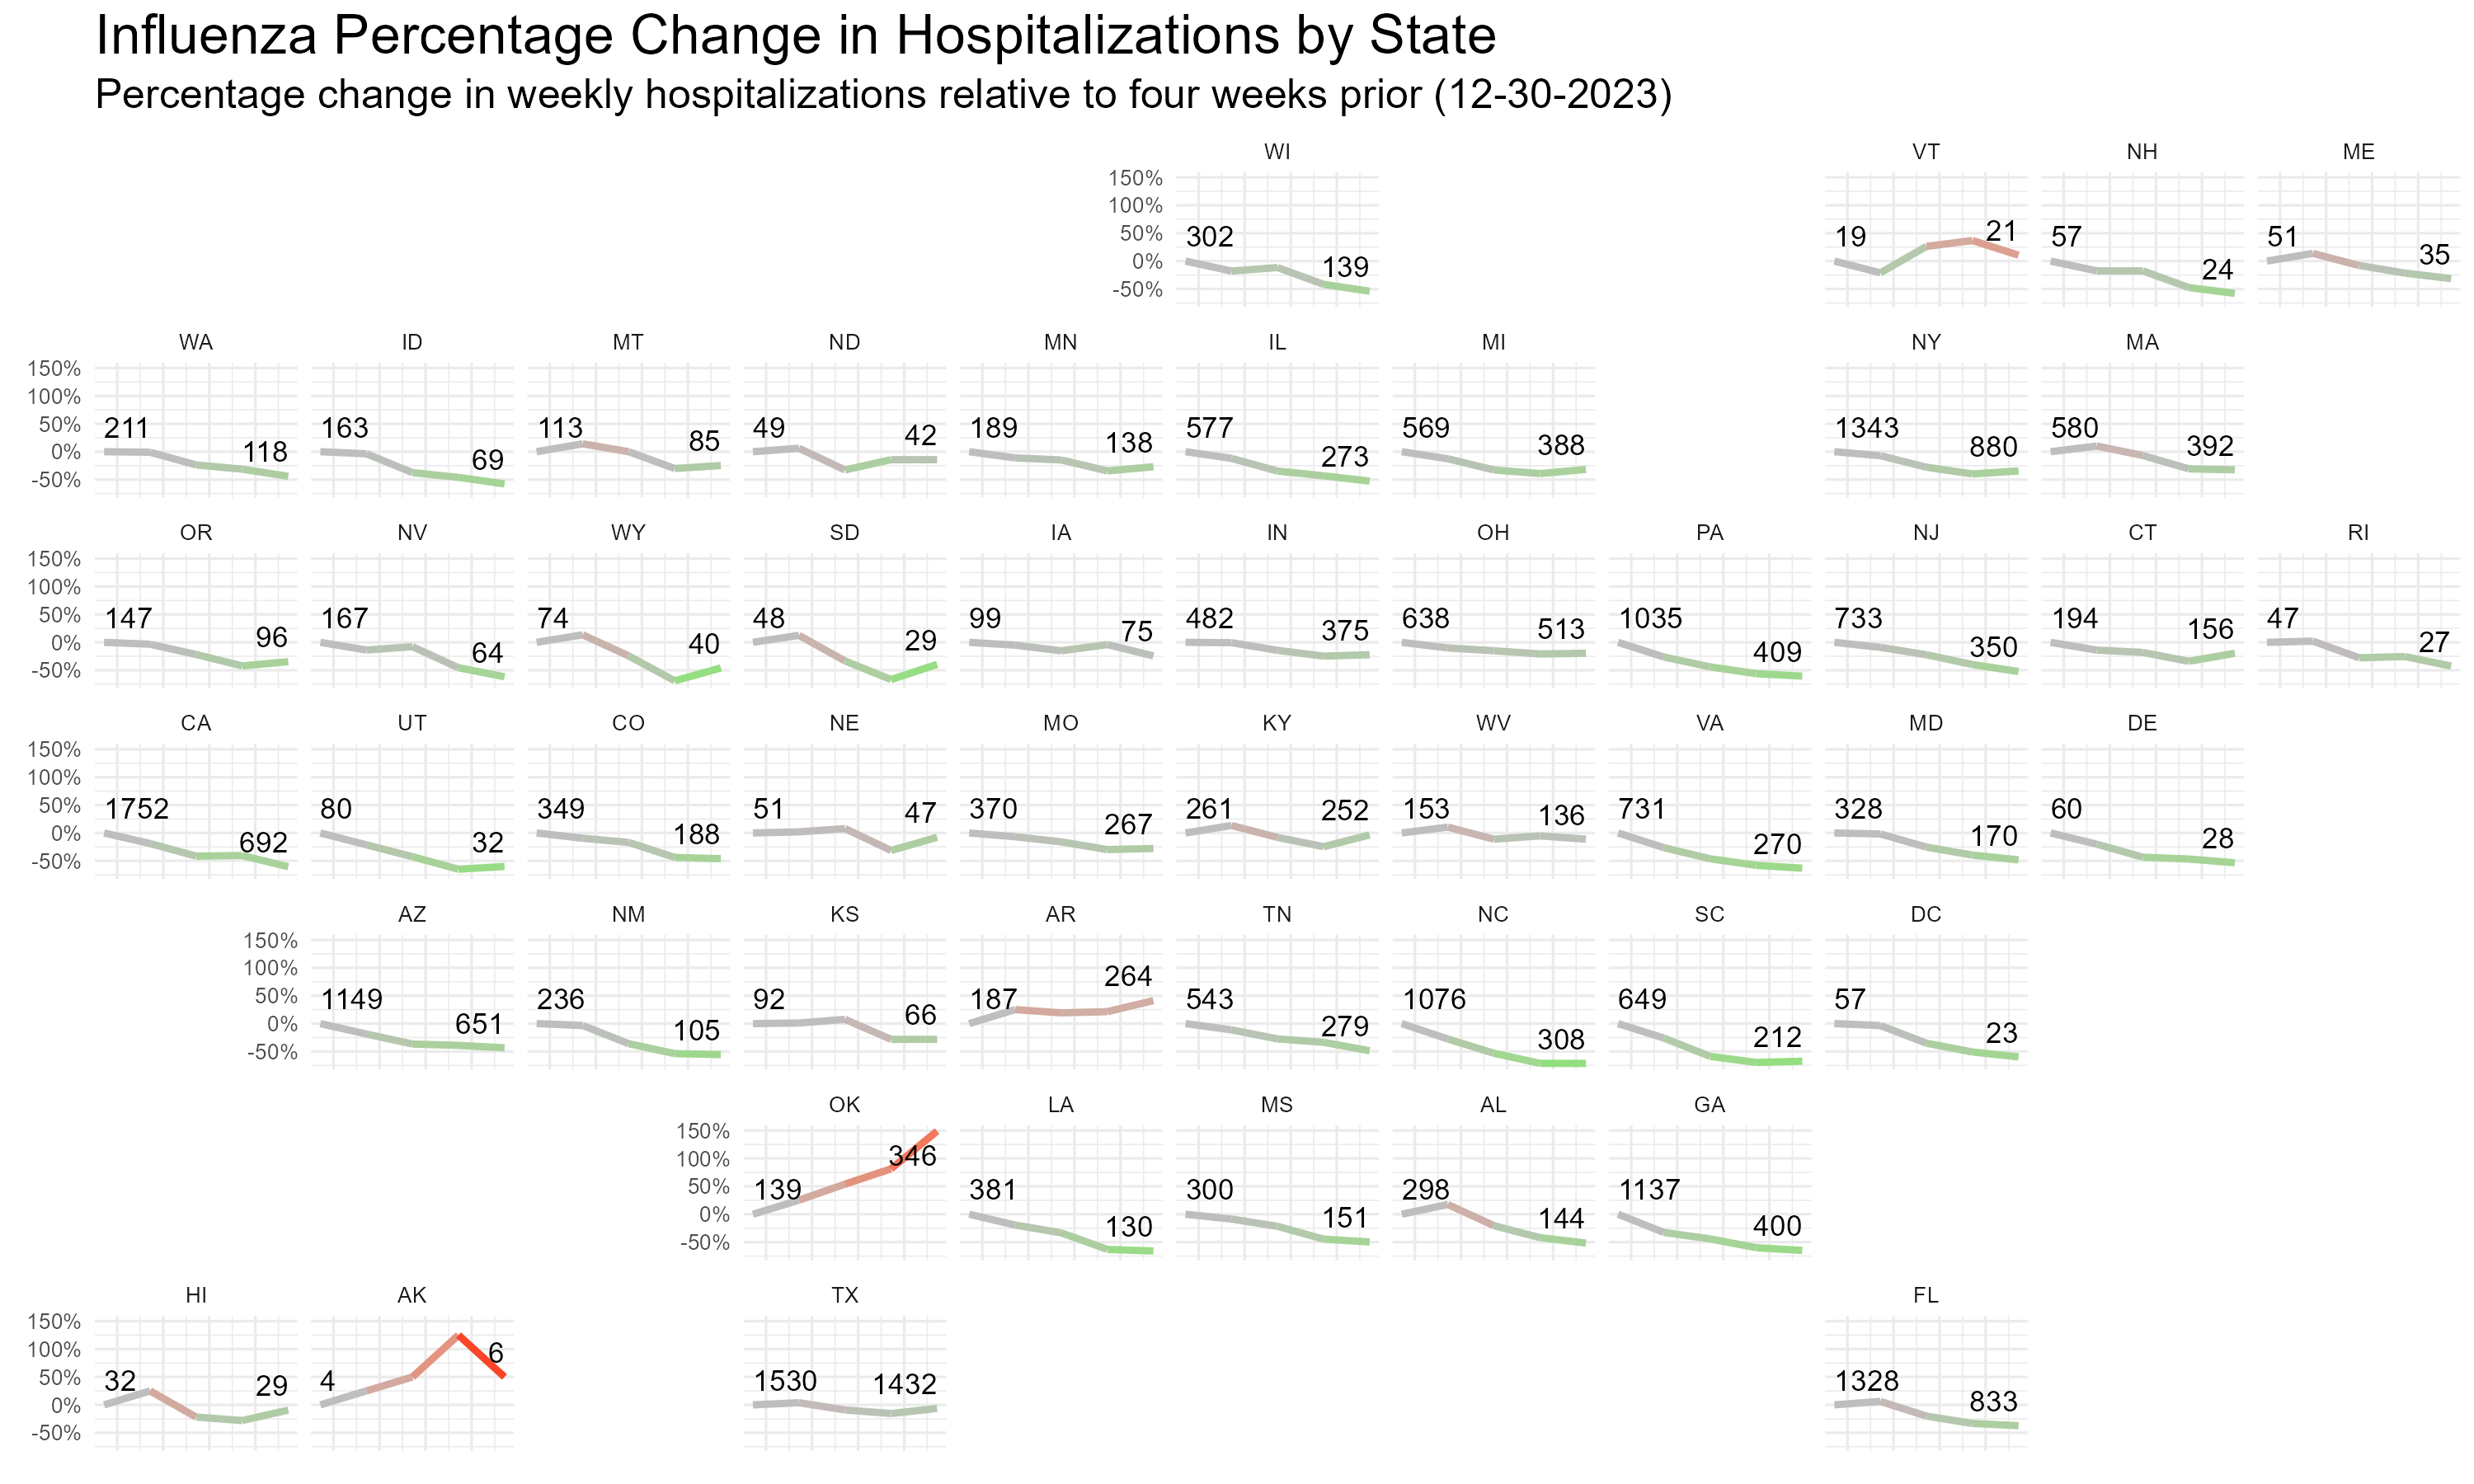 Influenza Percentage Change in Hospitalizations by State
Percentage change in weekly hospitalizations relative to four weeks prior (12-30-2023)
WI VT NH ME
150%
100%
50%
0%
-50%
302 139 19 21 57 24 51 35
WA ID MT ND MN IL MI NY MA
150%
100%
50%
0%
-50%
211 118 163 69 113 85 49 42 189 138 577 273 569 388 1343 880 580 392
OR NV WY SD IA IN OH PA NJ CT RI
150%
100%
50%
0%
-50%
147 96 167 64 74 40 48 29 99 75 482 375 638 513 1035 409 733 350 194 156 47 27
CA UT CO NE MO KY WV VA MD DE
150%
100%
50%
0%
-50%
1752 692 80 32 349 188 51 47 370 267 261 252 153 136 731 270 328 170 60 28
AZ NM KS AR TN NC SC DC
150%
100%
50%
0%
-50%
1149 651 236 105 92 66 187 264 543 279 1076 308 649 212 57 23
OK LA MS AL GA
150%
100%
50%
0%
-50%
139 346 381 130 300 151 298 144 1137 400
HI AK TX FL
150%
100%
50%
0%
-50%
32 29 4 6 1530 1432 1328 833